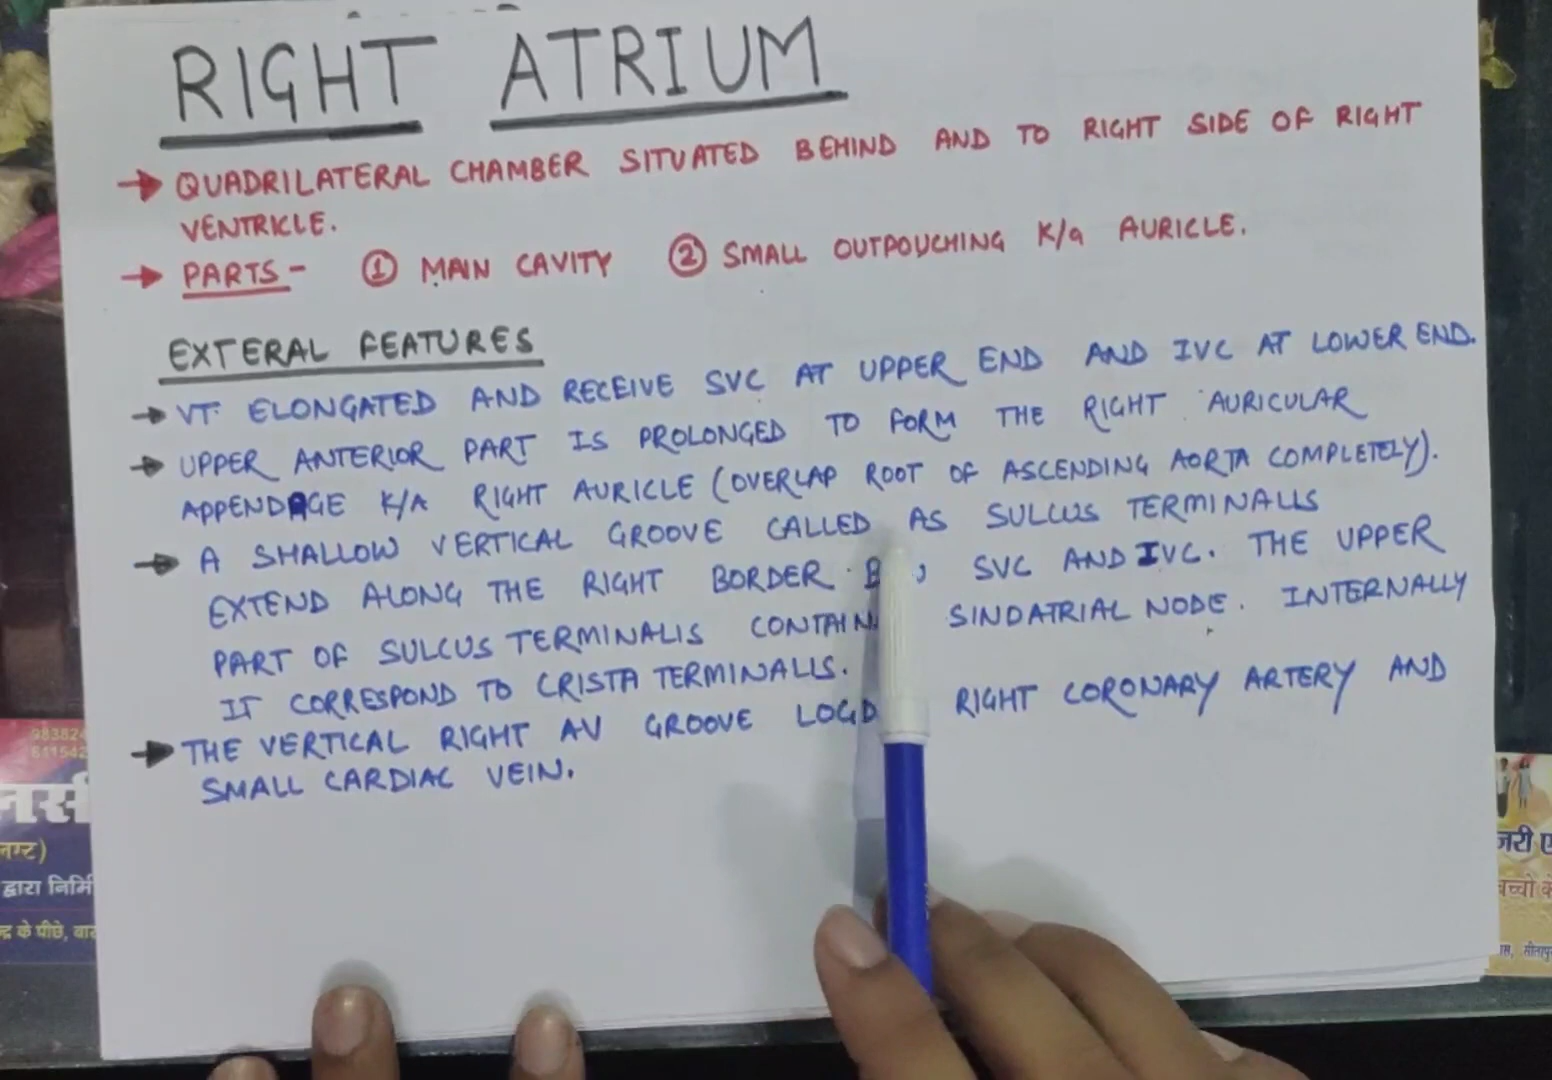 RIGHT ATRIUM
→ QUADRILATERAL CHAMBER SITUATED BEHIND AND TO RIGHT SIDE OF RIGHT
VENTRICLE.
→ PARTS - ① MAIN CAVITY ② SMALL OUTPOUCHING K/a AURICLE.
EXTERAL FEATURES
→ VT. ELONGATED AND RECEIVE SVC AT UPPER END AND IVC AT LOWER END.
→ UPPER ANTERIOR PART IS PROLONGED TO FORM THE RIGHT AURICULAR
APPENDAGE K/A RIGHT AURICLE (OVERLAP ROOT OF ASCENDING AORTA COMPLETELY).
→ A SHALLOW VERTICAL GROOVE CALLED AS SULCUS TERMINALIS
EXTEND ALONG THE RIGHT BORDER SVC AND IVC. THE UPPER
PART OF SULCUS TERMINALIS CONTAIN SINOATRIAL NODE. INTERNALLY
IT CORRESPOND TO CRISTA TERMINALIS.
→ THE VERTICAL RIGHT AV GROOVE LOGD RIGHT CORONARY ARTERY AND
SMALL CARDIAC VEIN.
98382
द्वारा निर्मि
द्र के पीछे, वार